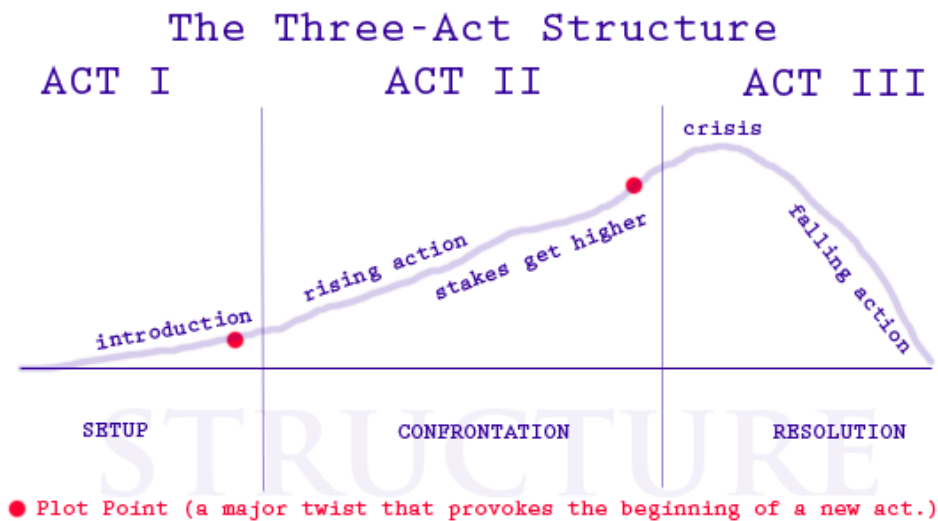 The Three-Act Structure
ACT I
ACT II
ACT III
crisis
rising action
stakes get higher
falling action
introduction
STRUCTURE
SETUP
CONFRONTATION
RESOLUTION
Plot Point (a major twist that provokes the beginning of a new act.)